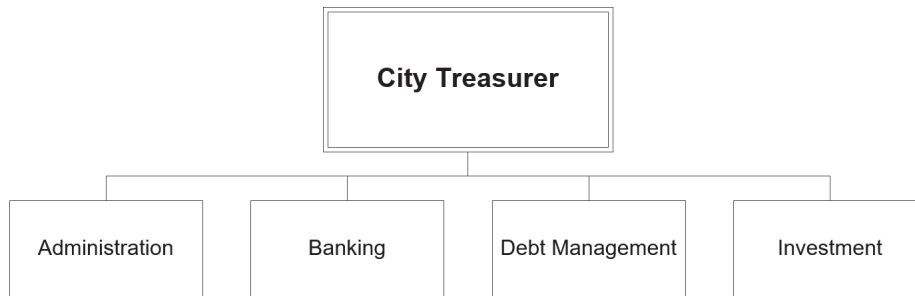 City Treasurer
Administration
Banking
Debt Management
Investment